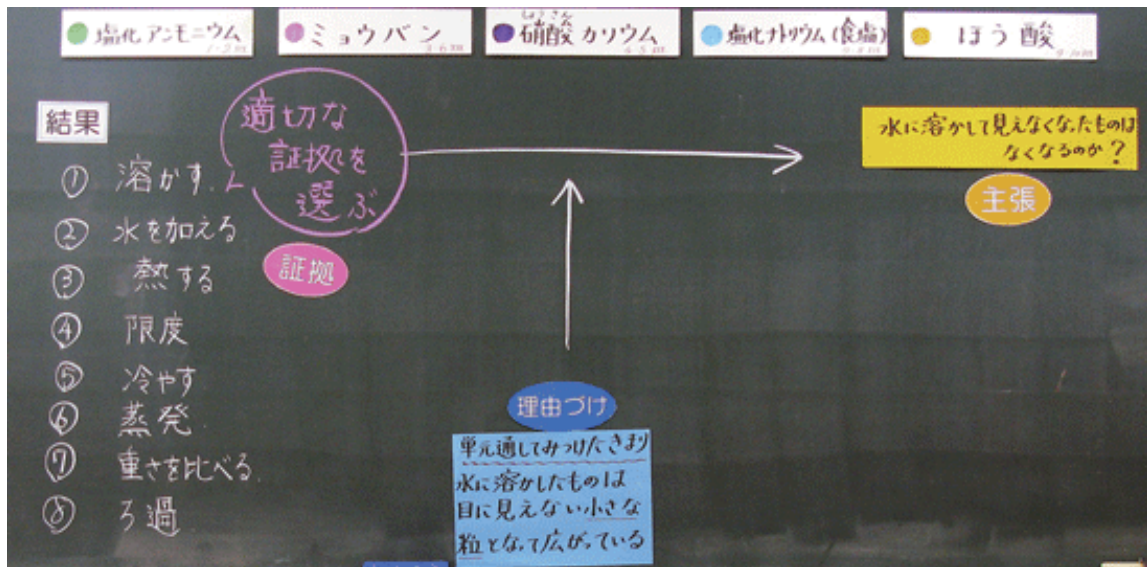 塩化アンモニウム
ミョウバン
しょうさん
硝酸カリウム
塩化ナトリウム(食塩)
ほう酸
結果
① 溶かす
② 水を加える
③ 熱する
④ 限度
⑤ 冷やす
⑥ 蒸発
⑦ 重さを比べる
⑧ ろ過
適切な
証拠を
選ぶ
証拠
水に溶かして見えなくなったものは
なくなるのか?
主張
理由づけ
単元通してみつけたきまり
水に溶かしたものは
目に見えない小さな
粒となって広がっている